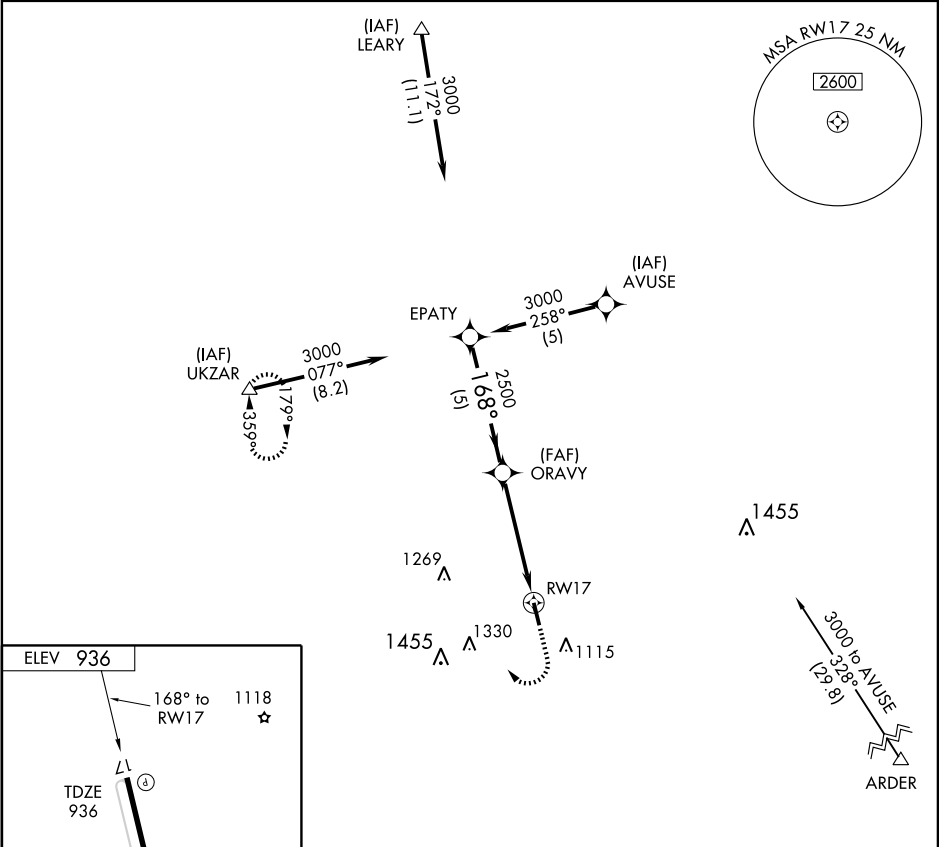 (IAF)
LEARY
3000
172°
(11.1)
MSA RW17 25 NM
2600
(IAF)
AVUSE
3000
258°
(5)
EPATY
(IAF)
UKZAR
3000
077°
(8.2)
179°
359°
2500
168°
(5)
(FAF)
ORAVY
1455
1269
RW17
1455
1330
1115
3000 to AVUSE
328°
(29.8)
ARDER
ELEV 936
168° to
RW17
1118
17
P
TDZE
936